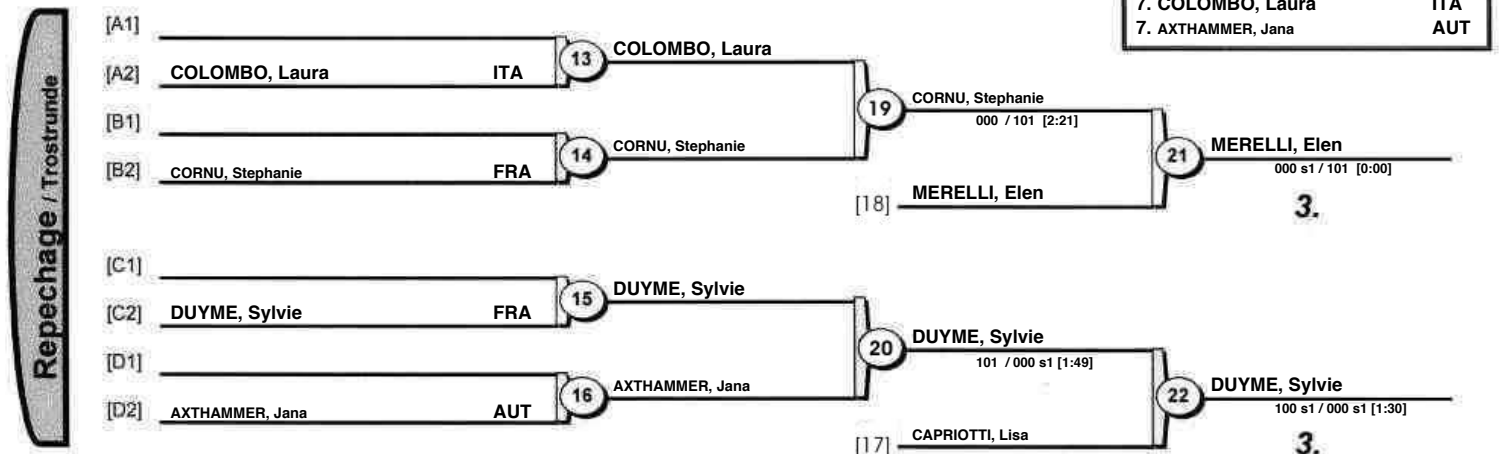 7. COLOMBO, Laura ITA
7. AXTHAMMER, Jana AUT
Repechage / Trostrunde
[A1]
[A2] COLOMBO, Laura ITA
13 COLOMBO, Laura
[B1]
[B2] CORNU, Stephanie FRA
14 CORNU, Stephanie
19 CORNU, Stephanie
000 / 101 [2:21]
[18] MERELLI, Elen
21 MERELLI, Elen
000 s1 / 101 [0:00]
3.
[C1]
[C2] DUYME, Sylvie FRA
15 DUYME, Sylvie
[D1]
[D2] AXTHAMMER, Jana AUT
16 AXTHAMMER, Jana
20 DUYME, Sylvie
101 / 000 s1 [1:49]
[17] CAPRIOTTI, Lisa
22 DUYME, Sylvie
100 s1 / 000 s1 [1:30]
3.